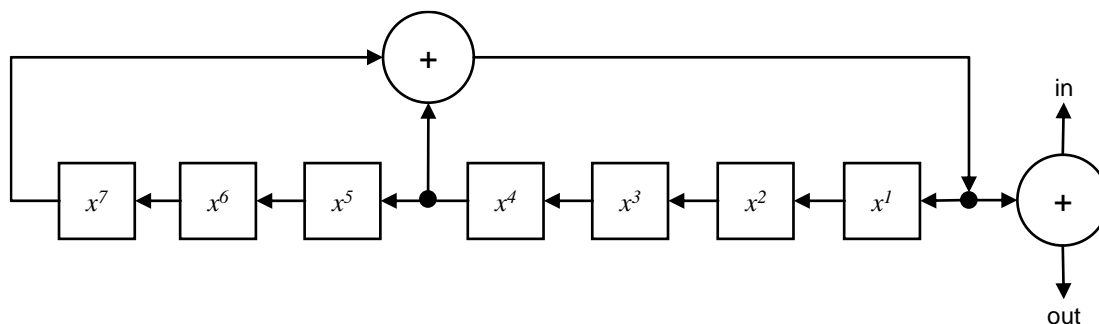 +
in
x⁷ x⁶ x⁵ x⁴ x³ x² x¹ +
out